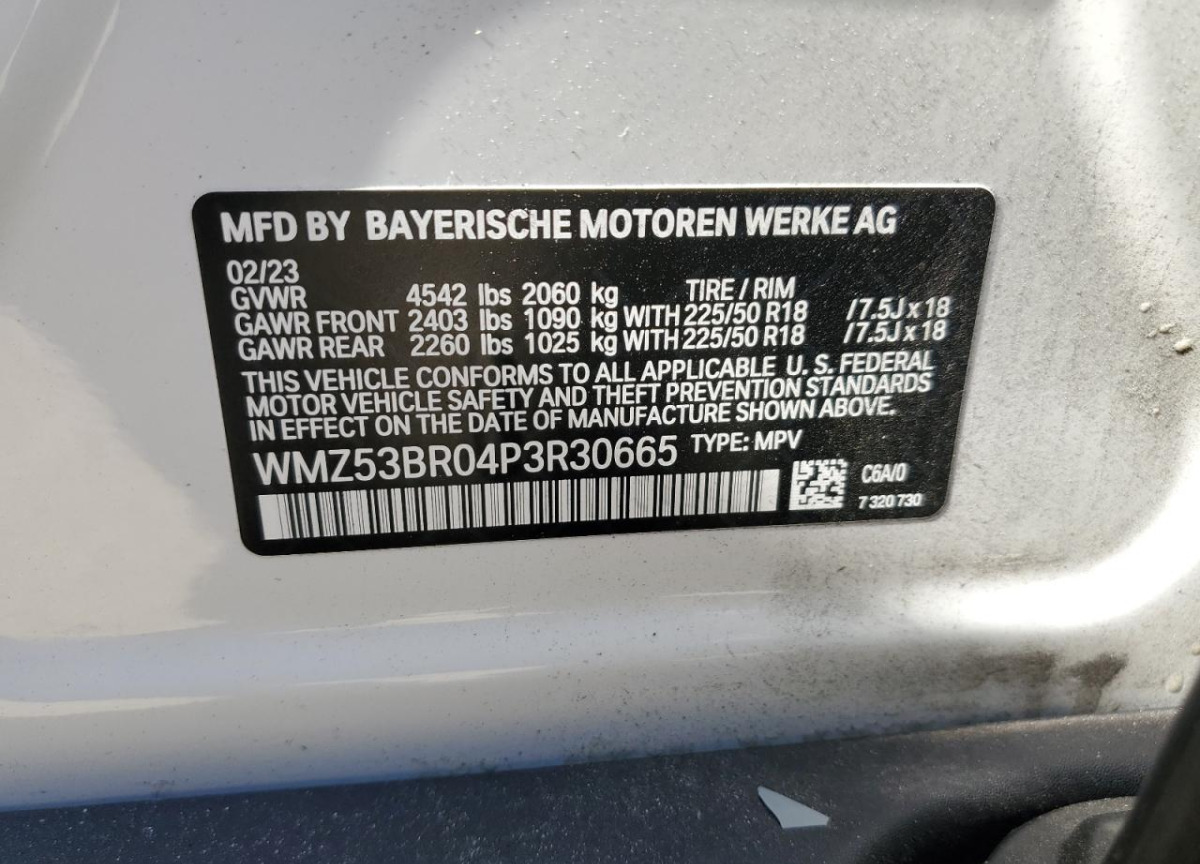 MFD BY BAYERISCHE MOTOREN WERKE AG
02/23
GVWR 4542 lbs 2060 kg TIRE / RIM
GAWR FRONT 2403 lbs 1090 kg WITH 225/50 R18 /7.5J x 18
GAWR REAR 2260 lbs 1025 kg WITH 225/50 R18 /7.5J x 18
THIS VEHICLE CONFORMS TO ALL APPLICABLE U. S. FEDERAL
MOTOR VEHICLE SAFETY AND THEFT PREVENTION STANDARDS
IN EFFECT ON THE DATE OF MANUFACTURE SHOWN ABOVE.
WMZ53BR04P3R30665 TYPE: MPV
C6A/0
7 320 730